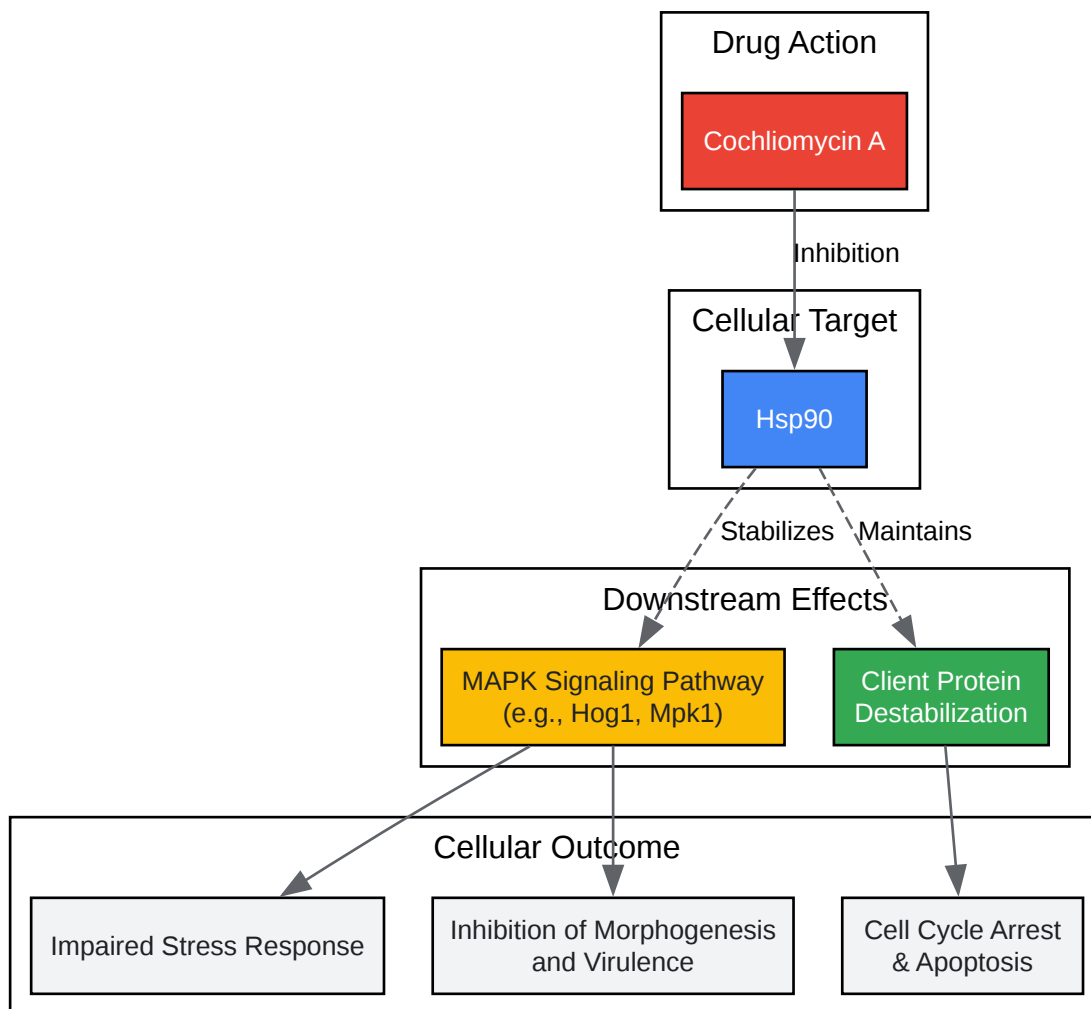 Drug Action
Cochliomycin A
Inhibition
Cellular Target
Hsp90
Stabilizes
Maintains
Downstream Effects
MAPK Signaling Pathway
(e.g., Hog1, Mpk1)
Client Protein
Destabilization
Cellular Outcome
Impaired Stress Response
Inhibition of Morphogenesis
and Virulence
Cell Cycle Arrest
& Apoptosis